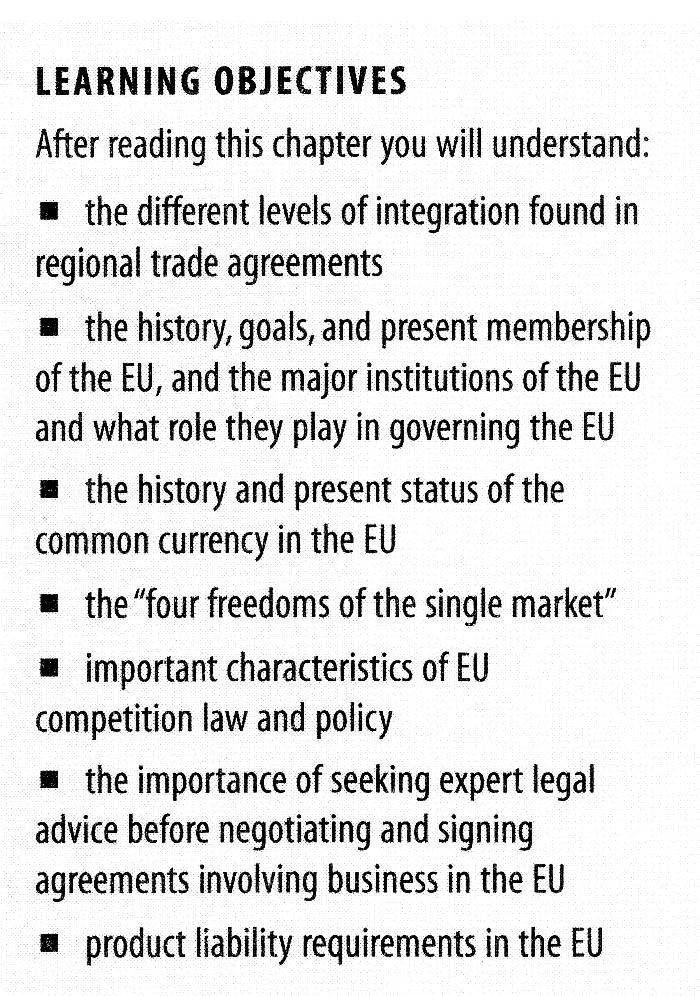 LEARNING OBJECTIVES
After reading this chapter you will understand:
■ the different levels of integration found in
regional trade agreements
■ the history, goals, and present membership
of the EU, and the major institutions of the EU
and what role they play in governing the EU
■ the history and present status of the
common currency in the EU
■ the “four freedoms of the single market”
■ important characteristics of EU
competition law and policy
■ the importance of seeking expert legal
advice before negotiating and signing
agreements involving business in the EU
■ product liability requirements in the EU